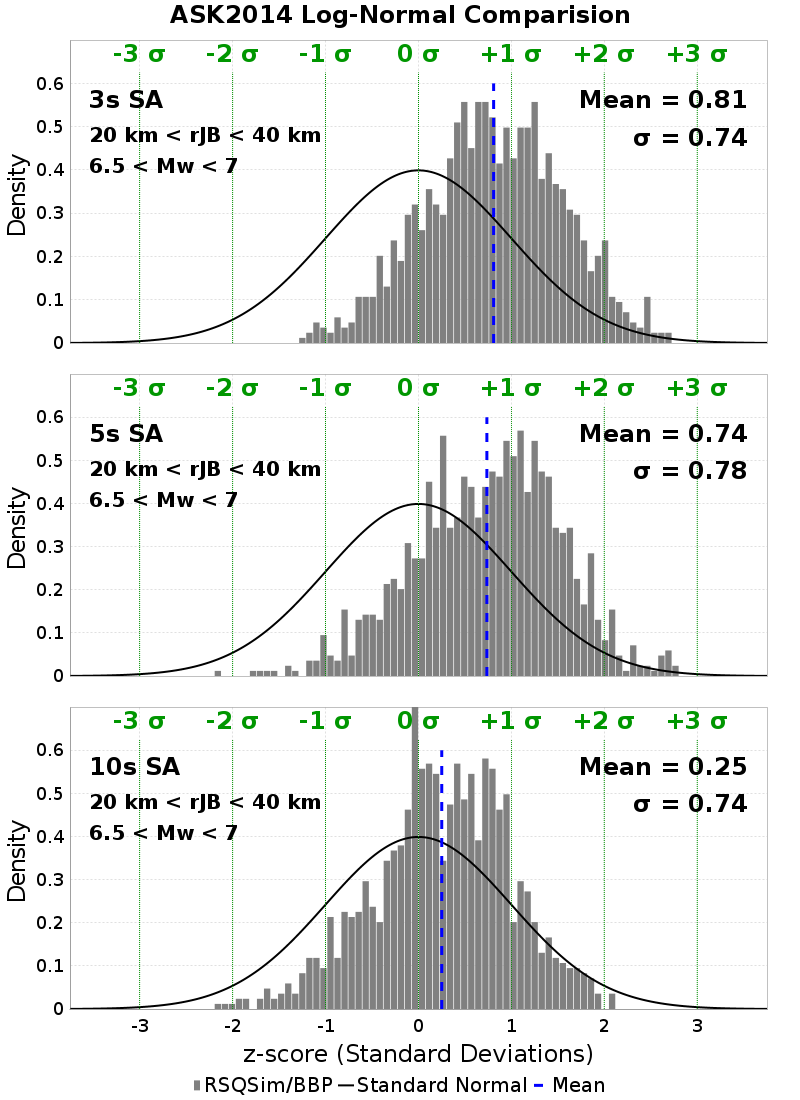 ASK2014 Log-Normal Comparision
-3 σ -2 σ -1 σ 0 σ +1 σ +2 σ +3 σ
3s SA
20 km < rJB < 40 km
6.5 < Mw < 7
Mean = 0.81
σ = 0.74
Density
0.6
0.5
0.4
0.3
0.2
0.1
0
-3 σ -2 σ -1 σ 0 σ +1 σ +2 σ +3 σ
5s SA
20 km < rJB < 40 km
6.5 < Mw < 7
Mean = 0.74
σ = 0.78
Density
0.6
0.5
0.4
0.3
0.2
0.1
0
-3 σ -2 σ -1 σ 0 σ +1 σ +2 σ +3 σ
10s SA
20 km < rJB < 40 km
6.5 < Mw < 7
Mean = 0.25
σ = 0.74
Density
0.6
0.5
0.4
0.3
0.2
0.1
0
-3 -2 -1 0 1 2 3
z-score (Standard Deviations)
RSQSim/BBP Standard Normal Mean